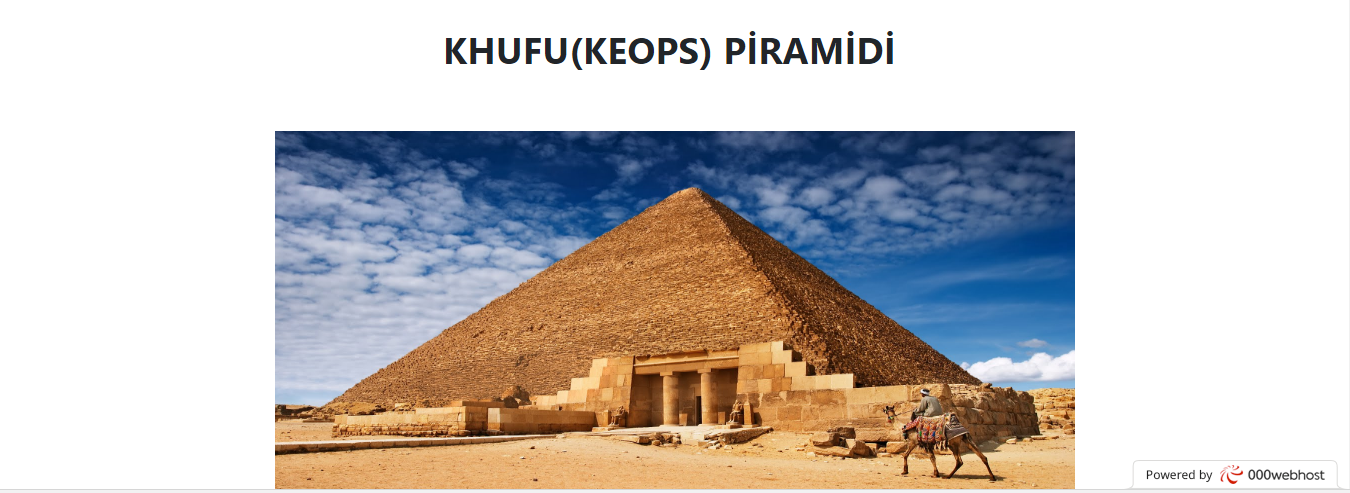 KHUFU(KEOPS) PİRAMİDİ
Powered by 000webhost